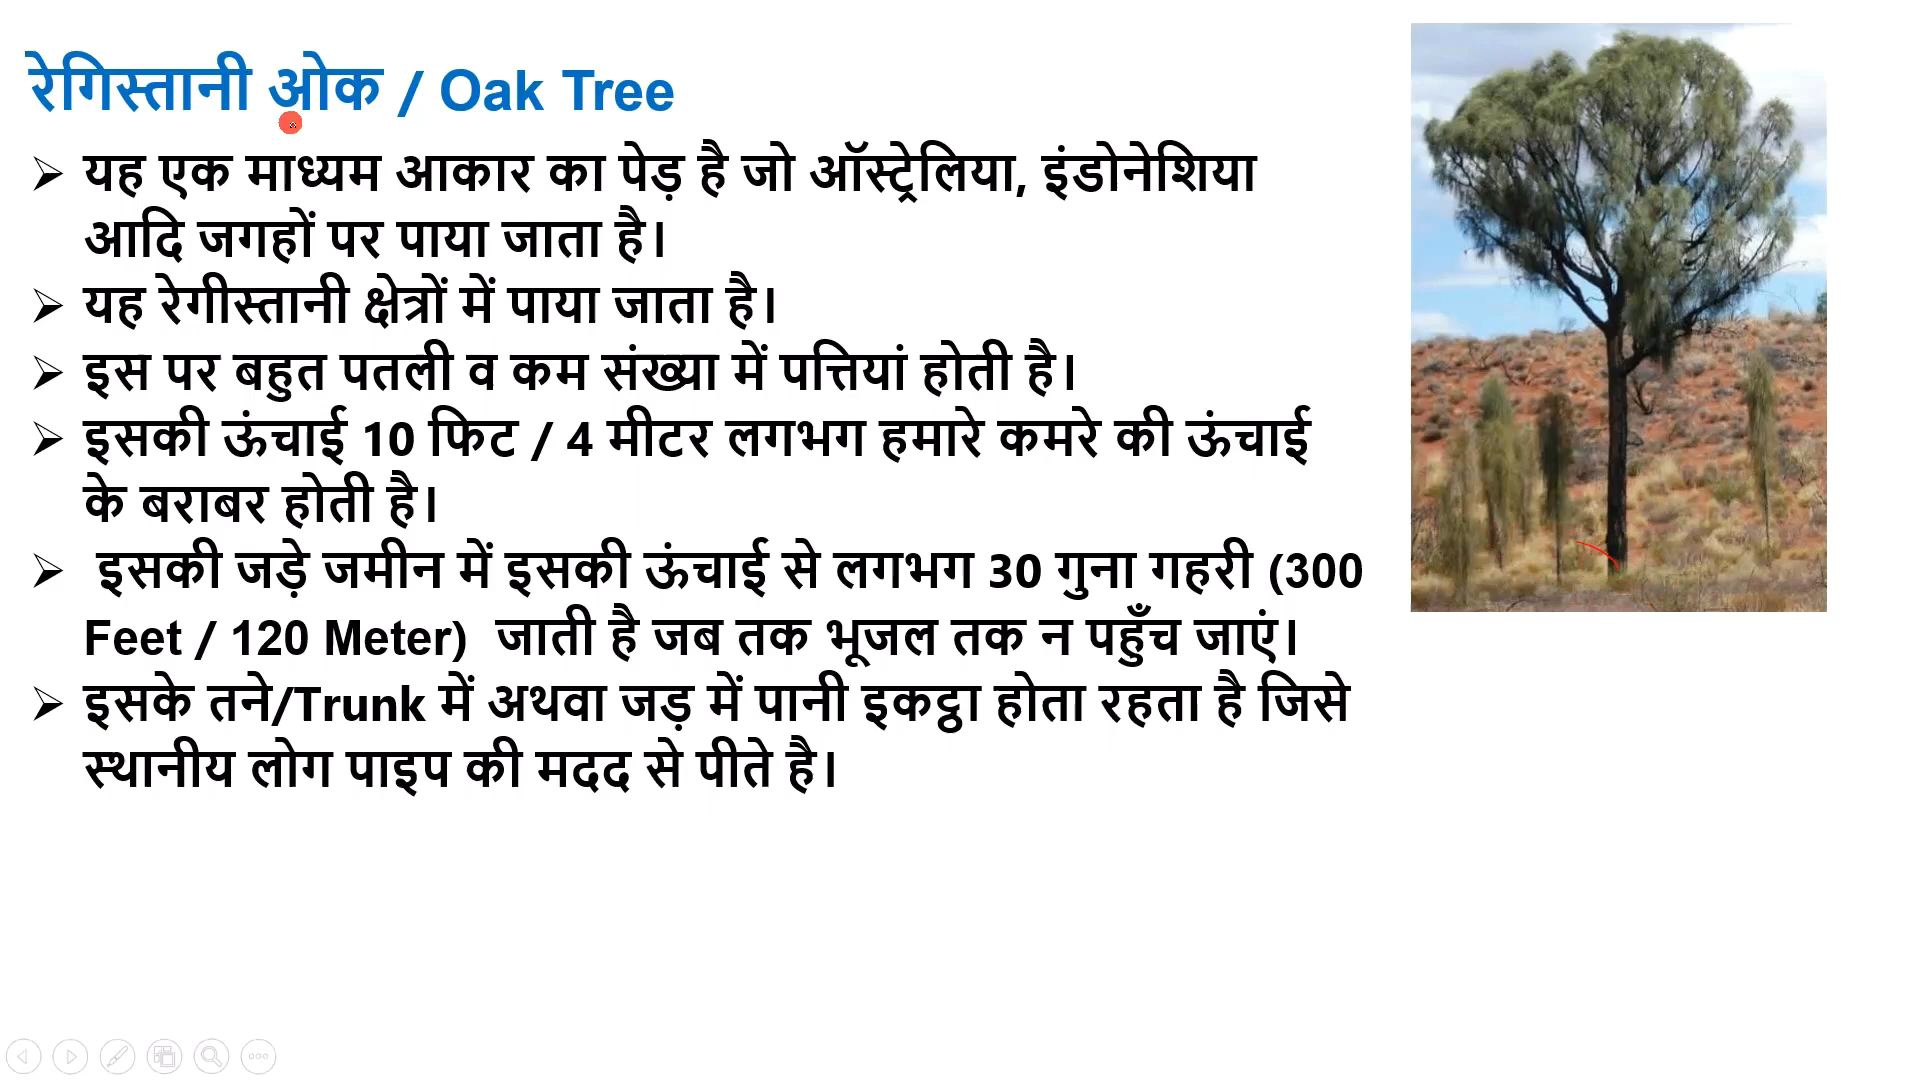 रेगिस्तानी ओक / Oak Tree
➢ यह एक माध्यम आकार का पेड़ है जो ऑस्ट्रेलिया, इंडोनेशिया
आदि जगहों पर पाया जाता है।
➢ यह रेगीस्तानी क्षेत्रों में पाया जाता है।
➢ इस पर बहुत पतली व कम संख्या में पत्तियां होती है।
➢ इसकी ऊंचाई 10 फिट / 4 मीटर लगभग हमारे कमरे की ऊंचाई
के बराबर होती है।
➢ इसकी जड़े जमीन में इसकी ऊंचाई से लगभग 30 गुना गहरी (300
Feet / 120 Meter) जाती है जब तक भूजल तक न पहुँच जाएं।
➢ इसके तने/Trunk में अथवा जड़ में पानी इकट्ठा होता रहता है जिसे
स्थानीय लोग पाइप की मदद से पीते है।